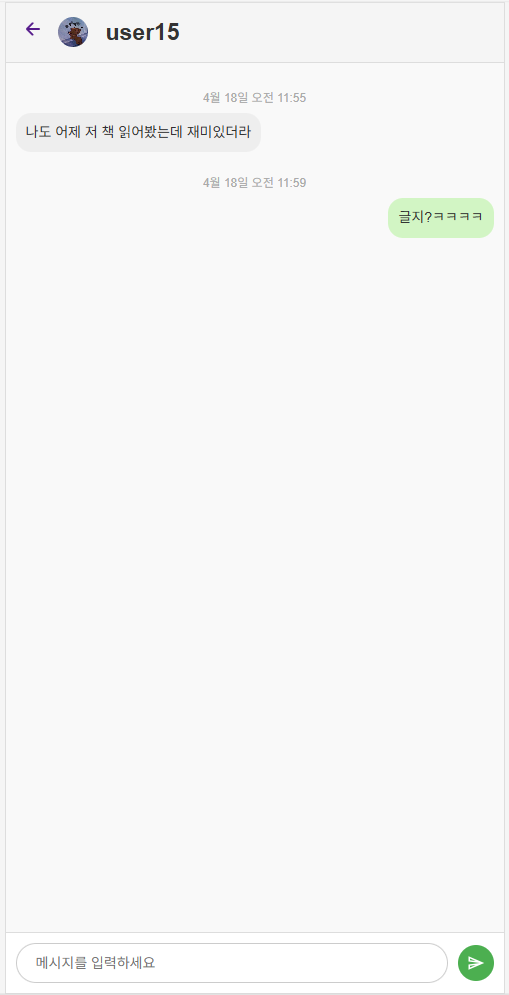 user15
4월 18일 오전 11:55
나도 어제 저 책 읽어봤는데 재미있더라
4월 18일 오전 11:59
글지?ㅋㅋㅋㅋ
메시지를 입력하세요